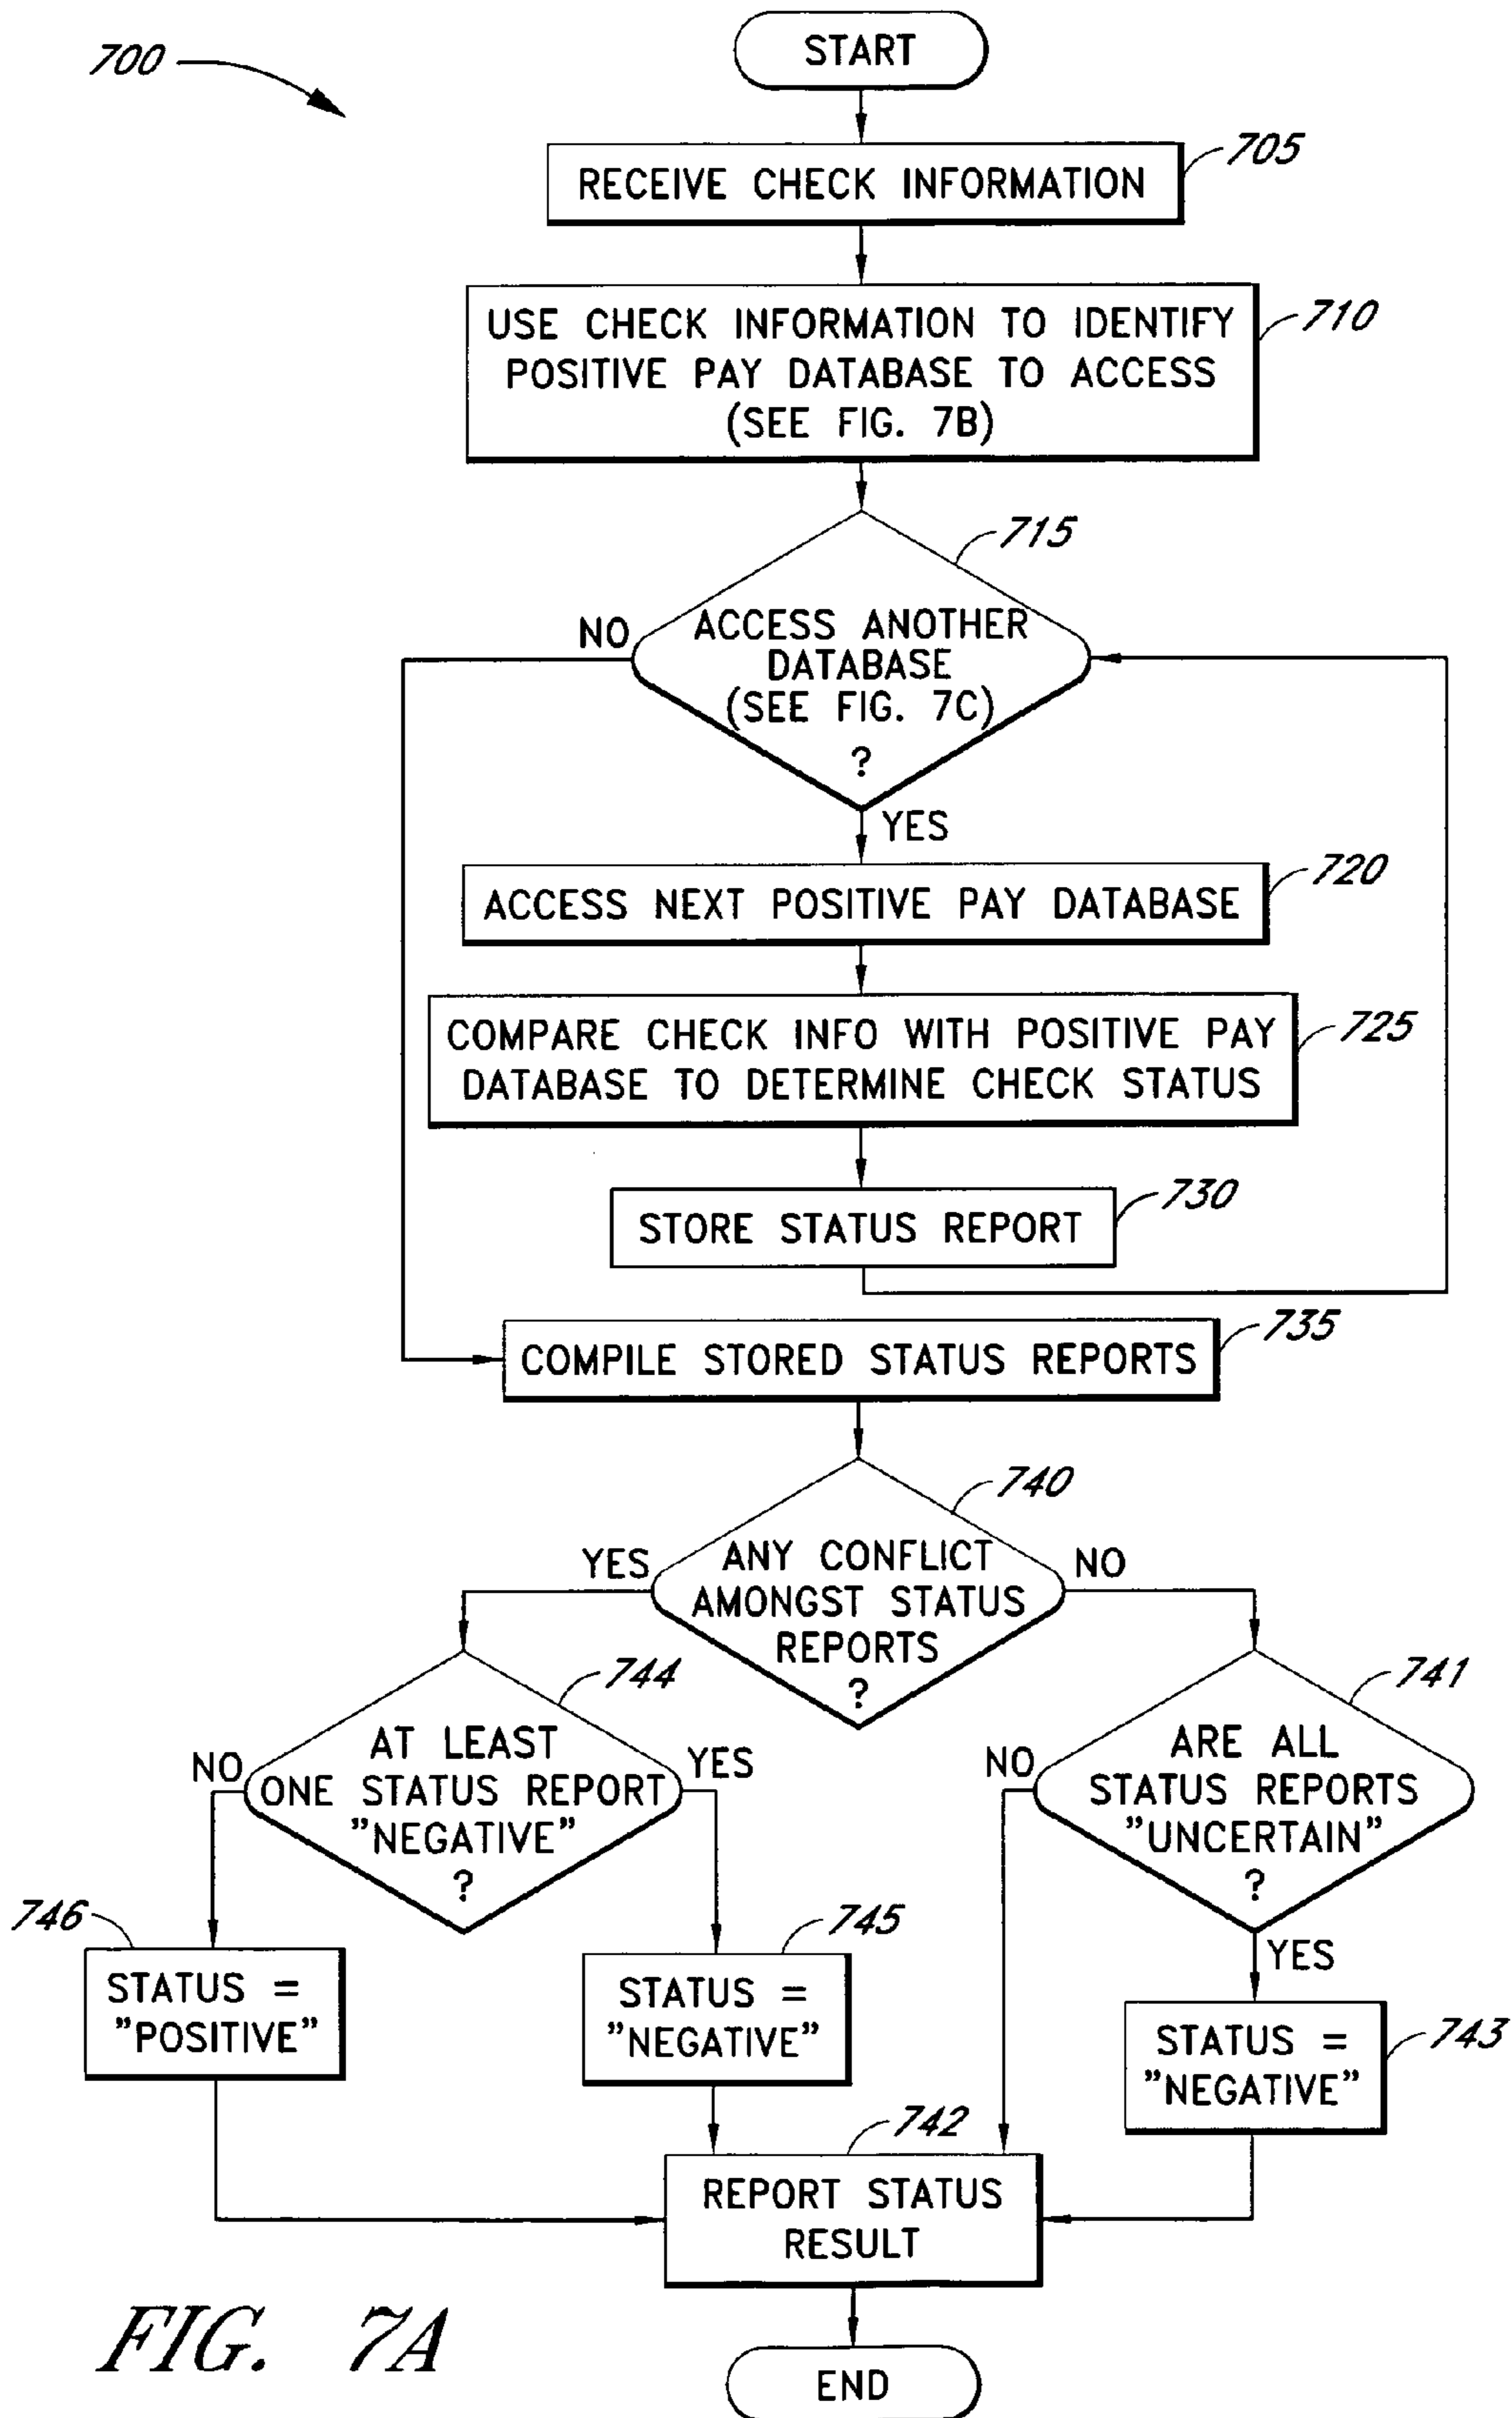 700
START
705
RECEIVE CHECK INFORMATION
710
USE CHECK INFORMATION TO IDENTIFY
POSITIVE PAY DATABASE TO ACCESS
(SEE FIG. 7B)
715
NO
ACCESS ANOTHER
DATABASE
(SEE FIG. 7C)
?
YES
720
ACCESS NEXT POSITIVE PAY DATABASE
725
COMPARE CHECK INFO WITH POSITIVE PAY
DATABASE TO DETERMINE CHECK STATUS
730
STORE STATUS REPORT
735
COMPILE STORED STATUS REPORTS
740
YES
ANY CONFLICT
AMONGST STATUS
REPORTS
?
NO
744
NO
AT LEAST
ONE STATUS REPORT
"NEGATIVE"
?
YES
741
NO
ARE ALL
STATUS REPORTS
"UNCERTAIN"
?
YES
746
STATUS =
"POSITIVE"
745
STATUS =
"NEGATIVE"
743
STATUS =
"NEGATIVE"
742
REPORT STATUS
RESULT
END
FIG. 7A